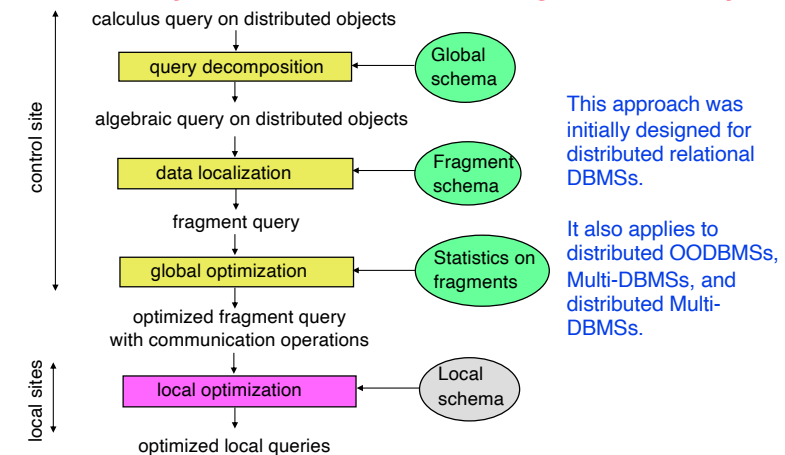 calculus query on distributed objects
query decomposition
Global
schema
algebraic query on distributed objects
data localization
Fragment
schema
fragment query
global optimization
Statistics on
fragments
optimized fragment query
with communication operations
local optimization
Local
schema
optimized local queries
control site
local sites
This approach was
initially designed for
distributed relational
DBMSs.
It also applies to
distributed OODBMSs,
Multi-DBMSs, and
distributed Multi-
DBMSs.